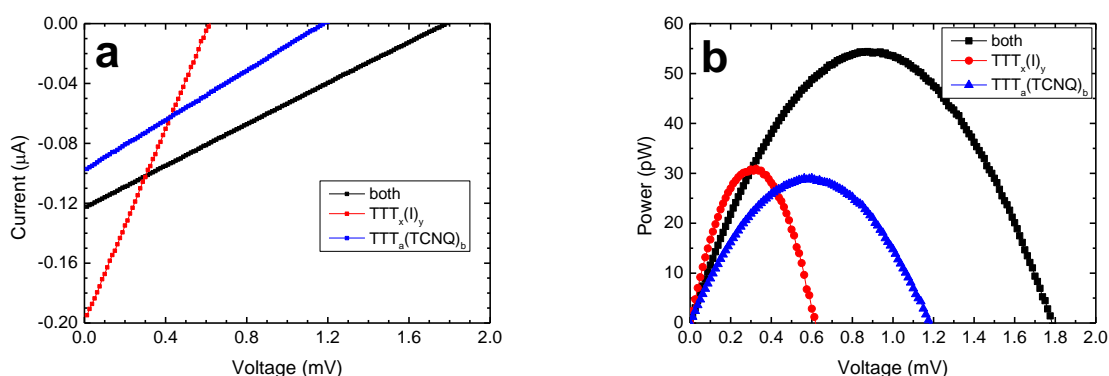 a
0.00
-0.04
-0.08
-0.12
-0.16
-0.20
Current (μA)
0.0 0.4 0.8 1.2 1.6 2.0
Voltage (mV)
both
TTTₓ(I)ᵧ
TTTₐ(TCNQ)_b
b
60
50
40
30
20
10
0
Power (pW)
0.0 0.2 0.4 0.6 0.8 1.0 1.2 1.4 1.6 1.8 2.0
Voltage (mV)
both
TTTₓ(I)ᵧ
TTTₐ(TCNQ)_b